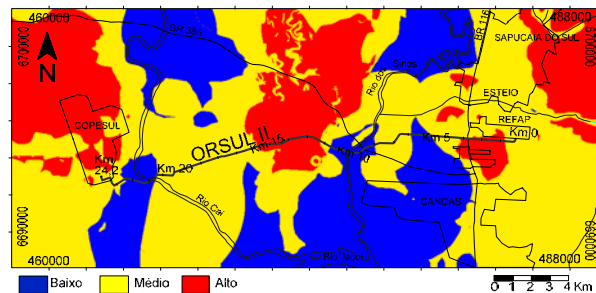 460000
488000
6700000
BR 386
BR 116
6700000
SAPUCAIA DO SUL
N
Rio dos Sinos
ESTEIO
COPESUL
REFAP
ORSUL II
Km 15
Km 5
Km 0
Km 24,2
Km 20
Km 10
Rio Caí
CANOAS
6690000
460000
488000
Baixo
Médio
Alto
0 1 2 3 4 Km